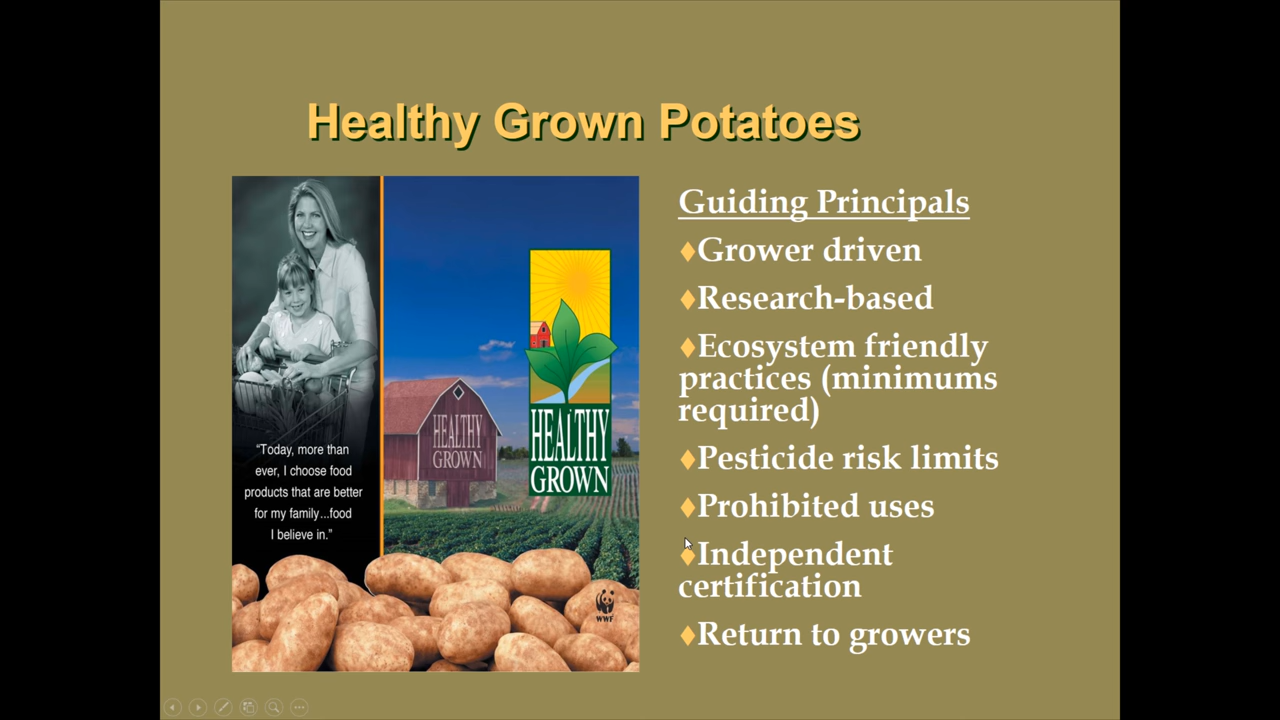 Healthy Grown Potatoes
"Today, more than
ever, I choose food
products that are better
for my family...food
I believe in."
HEALTHY
GROWN
HEALTHY
GROWN
WWF
Guiding Principals
♦Grower driven
♦Research-based
♦Ecosystem friendly
practices (minimums
required)
♦Pesticide risk limits
♦Prohibited uses
♦Independent
certification
♦Return to growers